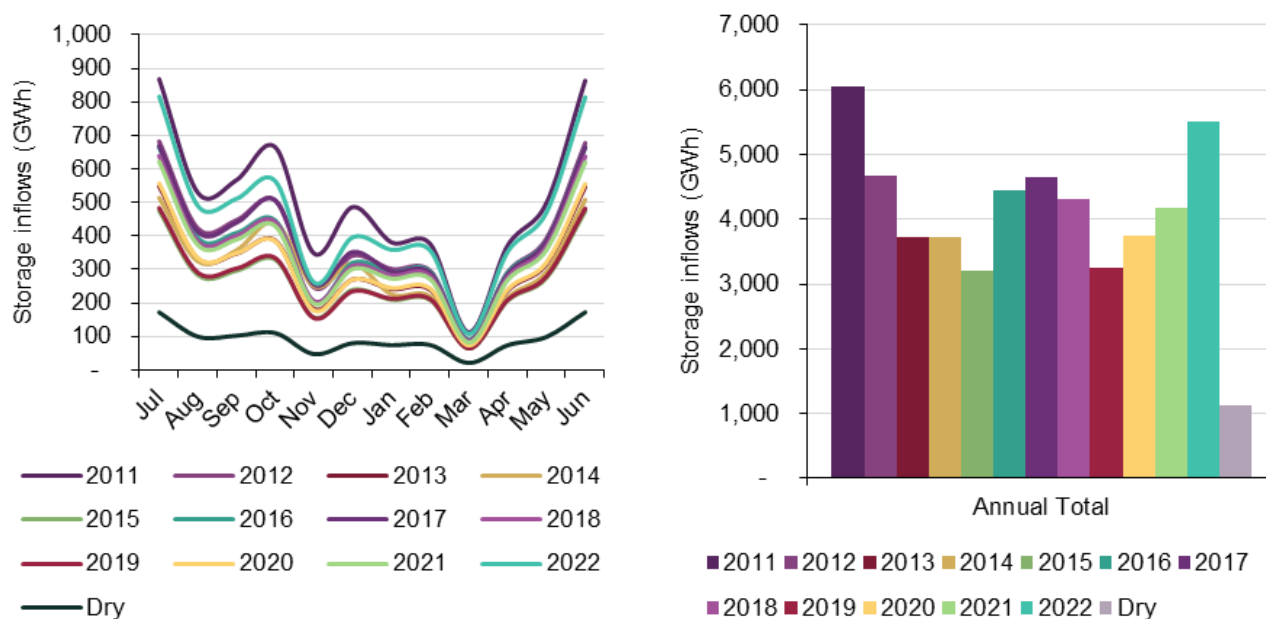 Storage inflows (GWh)
1,000
900
800
700
600
500
400
300
200
100
-
Jul Aug Sep Oct Nov Dec Jan Feb Mar Apr May Jun
2011 2012 2013 2014
2015 2016 2017 2018
2019 2020 2021 2022
Dry
Storage inflows (GWh)
7,000
6,000
5,000
4,000
3,000
2,000
1,000
-
Annual Total
2011 2012 2013 2014 2015 2016 2017
2018 2019 2020 2021 2022 Dry